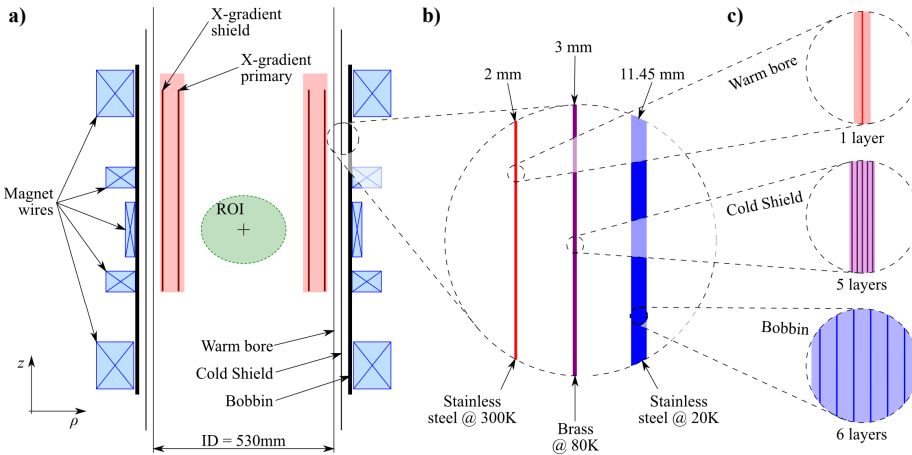 a)
X-gradient
shield
X-gradient
primary
Magnet
wires
ROI
Warm bore
Cold Shield
Bobbin
z
ρ
ID = 530mm
b)
3 mm
2 mm
11.45 mm
Stainless
steel @ 300K
Brass
@ 80K
Stainless
steel @ 20K
c)
Warm bore
1 layer
Cold Shield
5 layers
Bobbin
6 layers